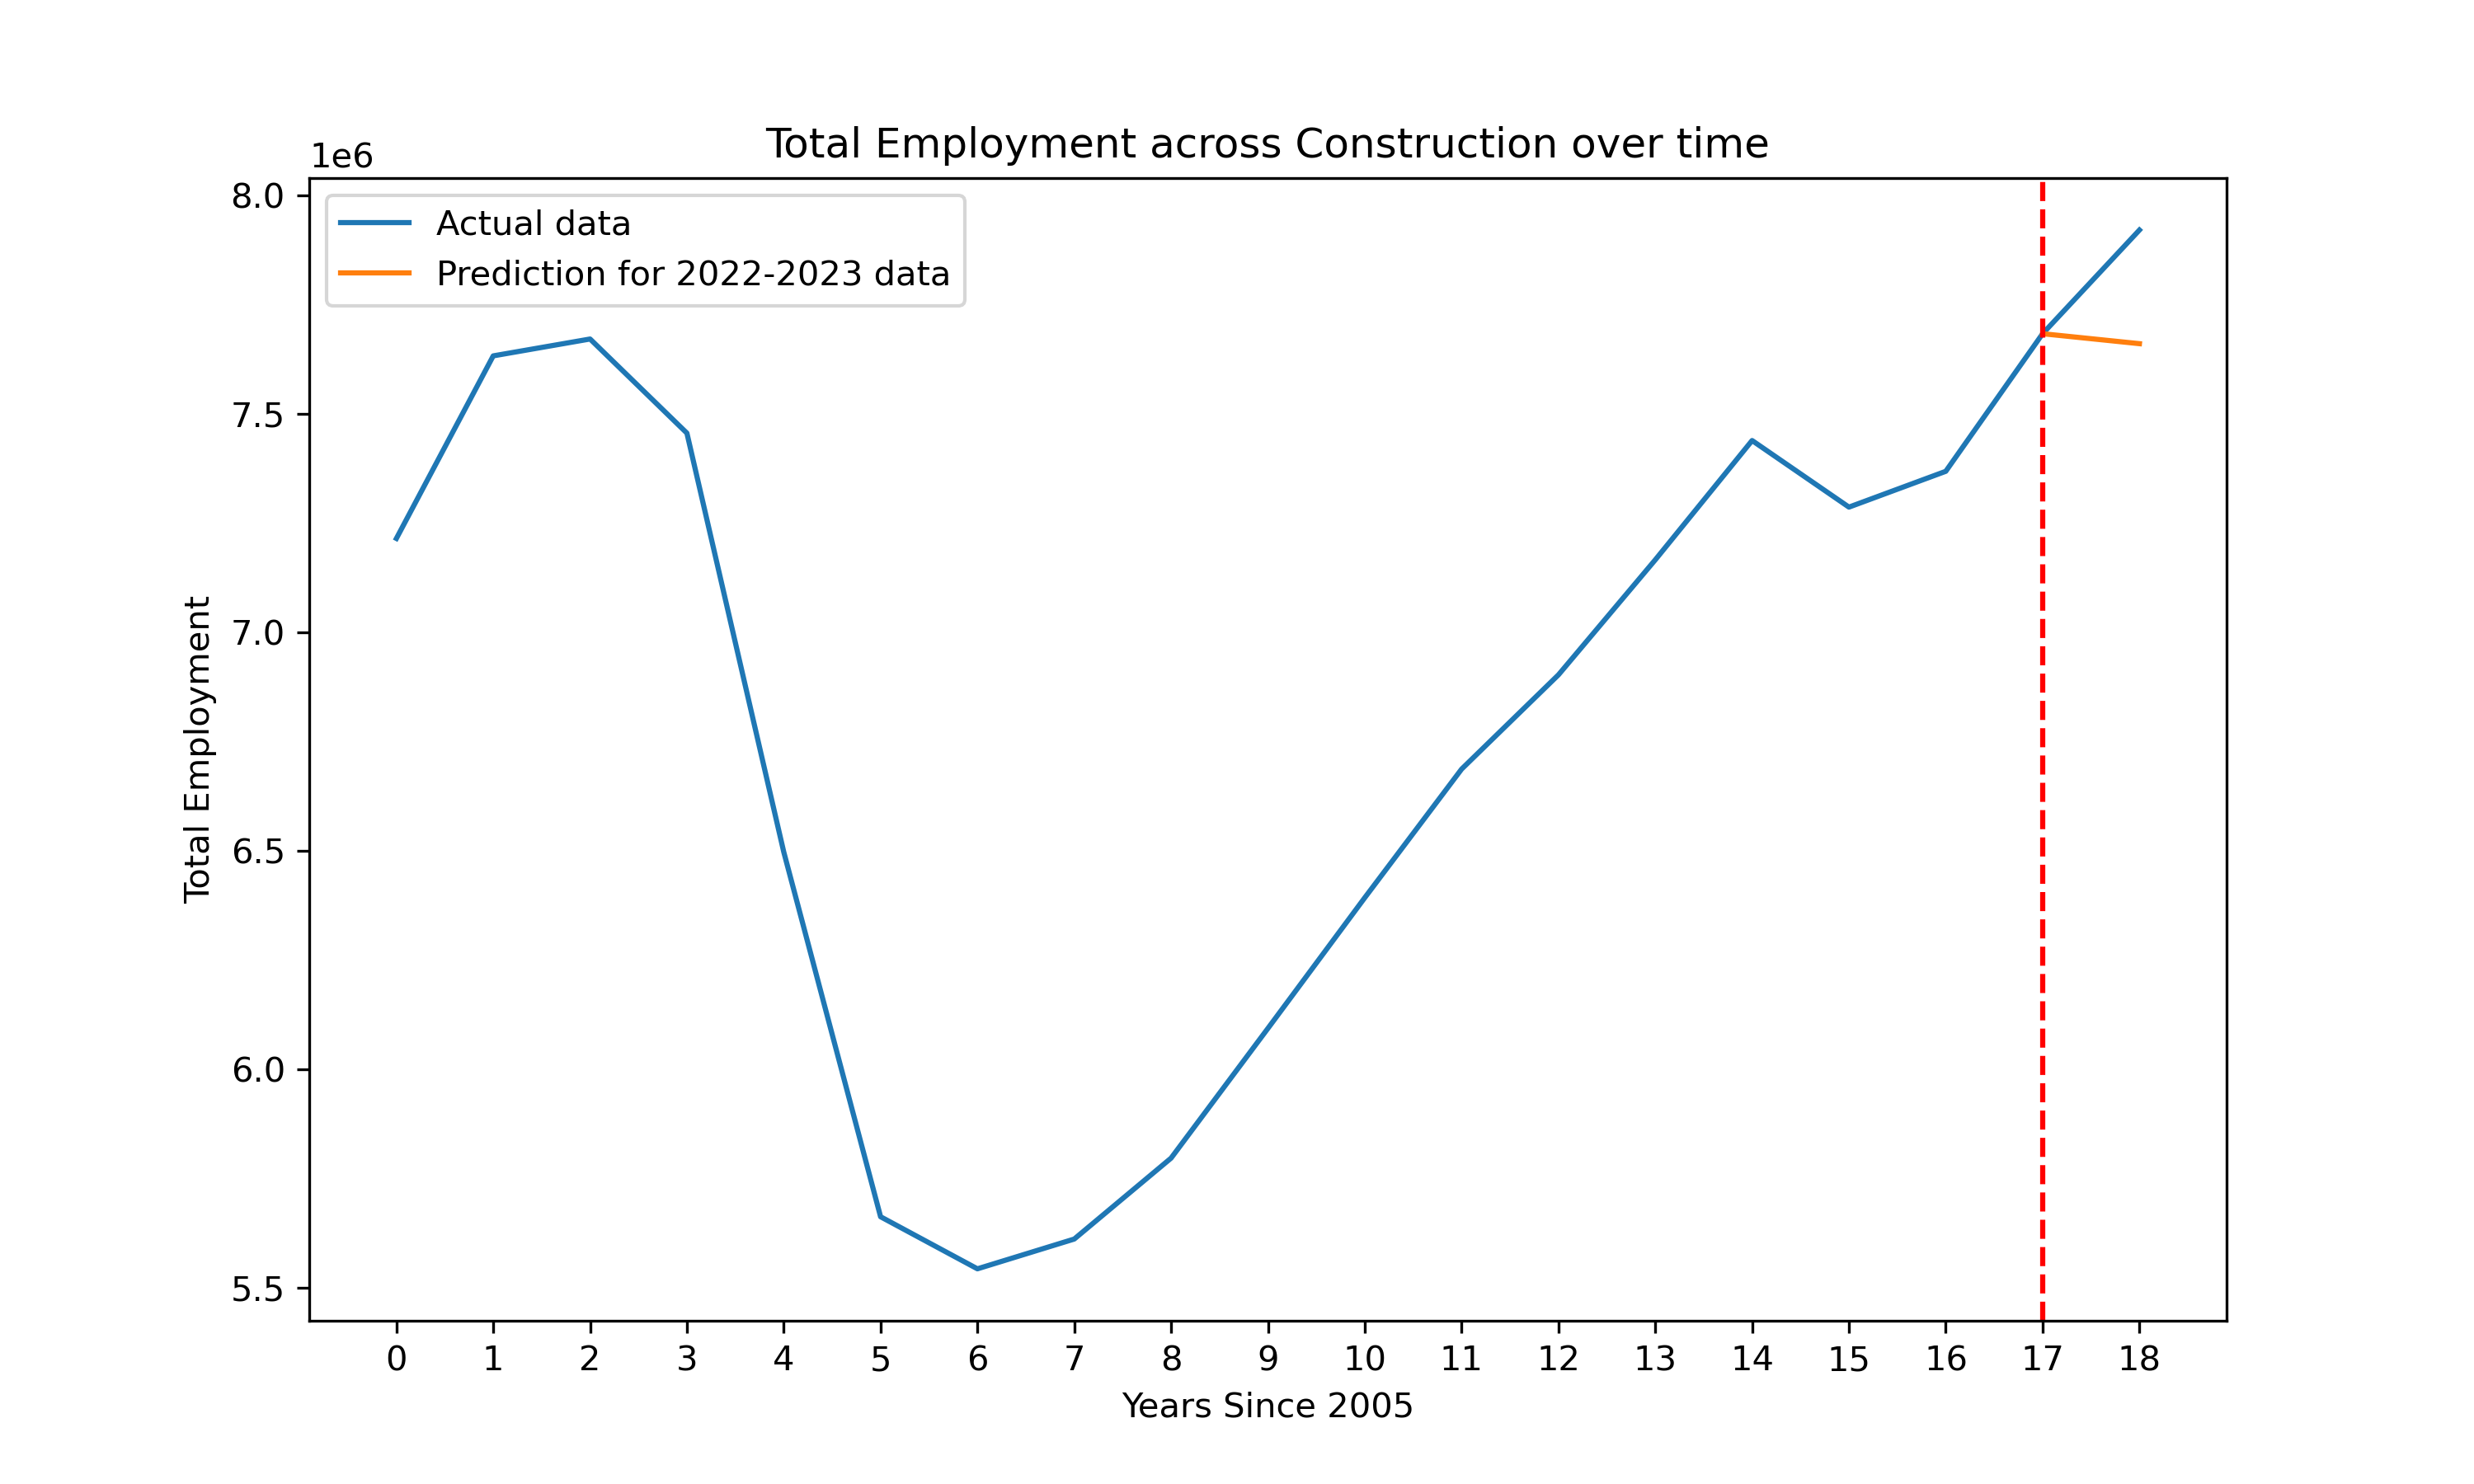 Total Employment across Construction over time
1e6
Actual data
Prediction for 2022-2023 data
8.0
7.5
7.0
6.5
6.0
5.5
Total Employment
0 1 2 3 4 5 6 7 8 9 10 11 12 13 14 15 16 17 18
Years Since 2005